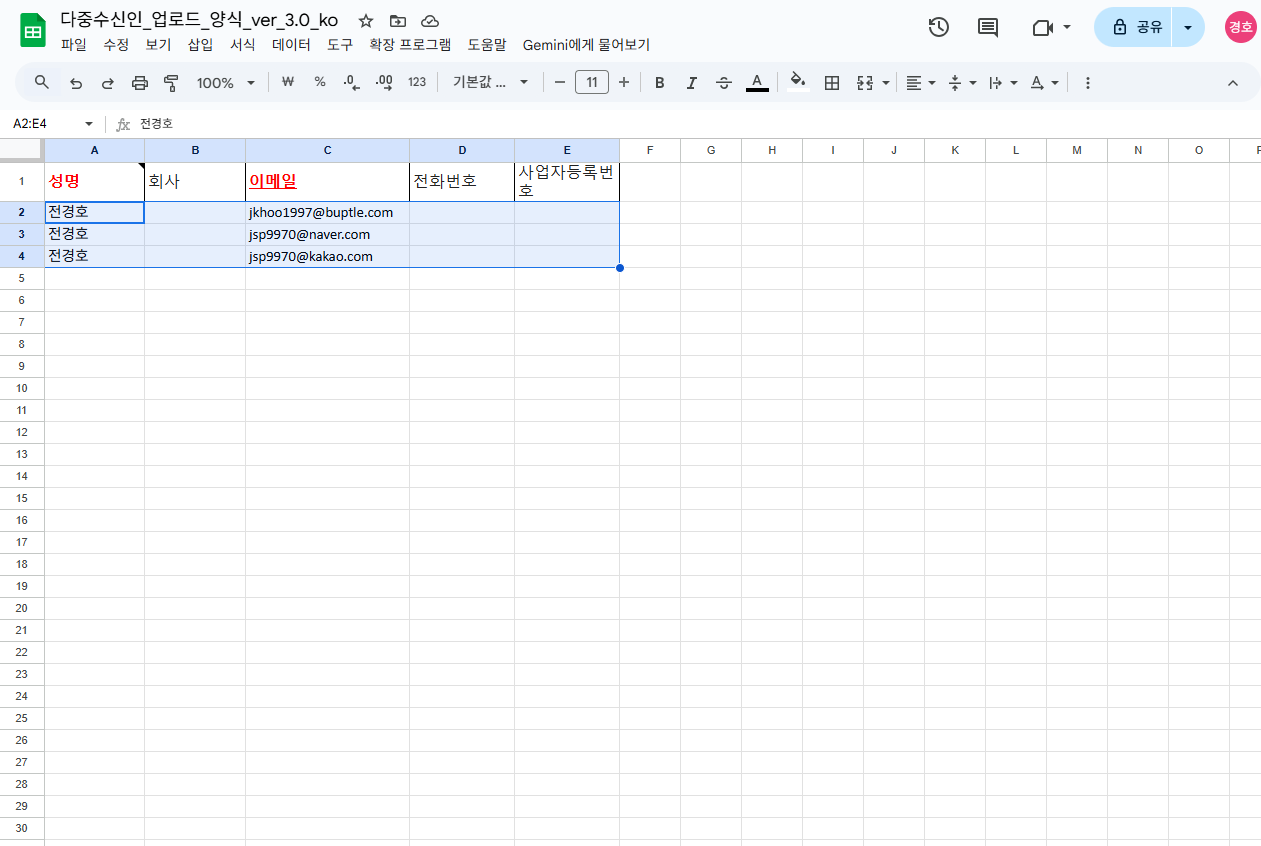 다중수신인_업로드_양식_ver_3.0_ko
파일 수정 보기 삽입 서식 데이터 도구 확장 프로그램 도움말 Gemini에게 물어보기
공유
경호
100% ₩ % .0 .00 123 기본값 ... − 11 + B I S A A
A2:E4 fx 전경호
A B C D E F G H I J K L M N O
1 성명 회사 이메일 전화번호 사업자등록번
호
2 전경호 jkhoo1997@buptle.com
3 전경호 jsp9970@naver.com
4 전경호 jsp9970@kakao.com
5
6
7
8
9
10
11
12
13
14
15
16
17
18
19
20
21
22
23
24
25
26
27
28
29
30